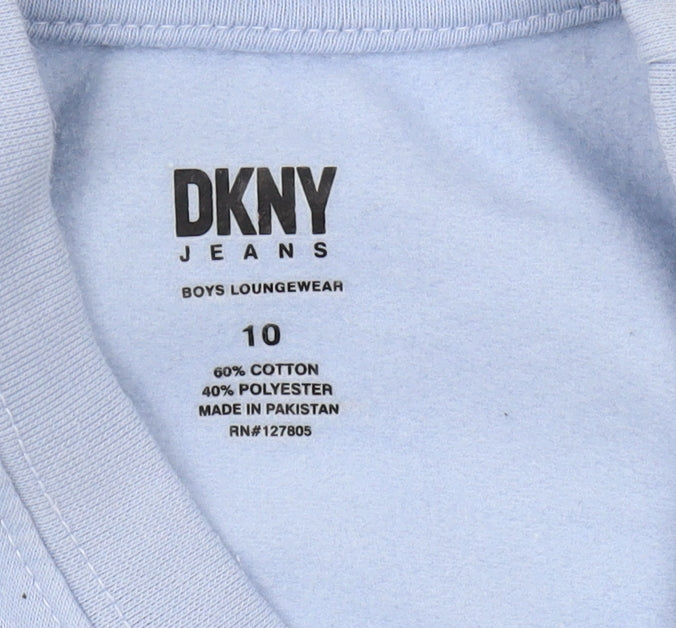 DKNY
JEANS
BOYS LOUNGEWEAR
10
60% COTTON
40% POLYESTER
MADE IN PAKISTAN
RN#127805